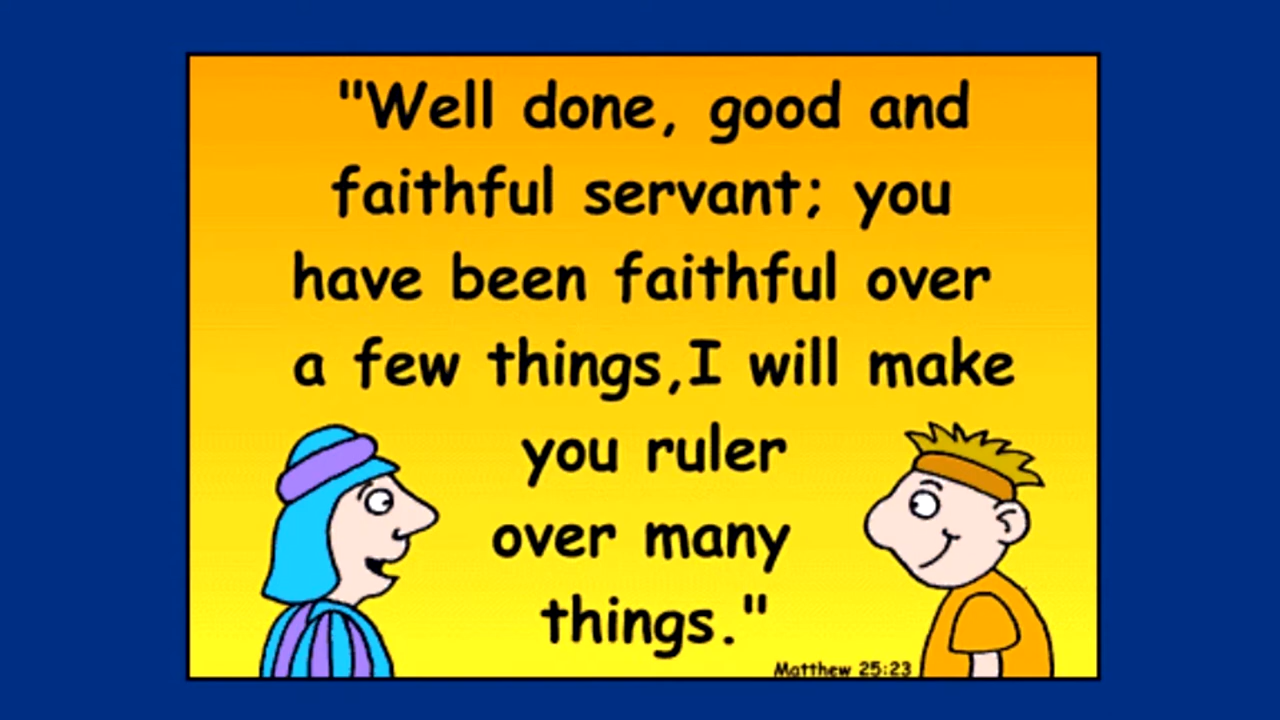 "Well done, good and
faithful servant; you
have been faithful over
a few things,I will make
you ruler
over many
things."
Matthew 25:23